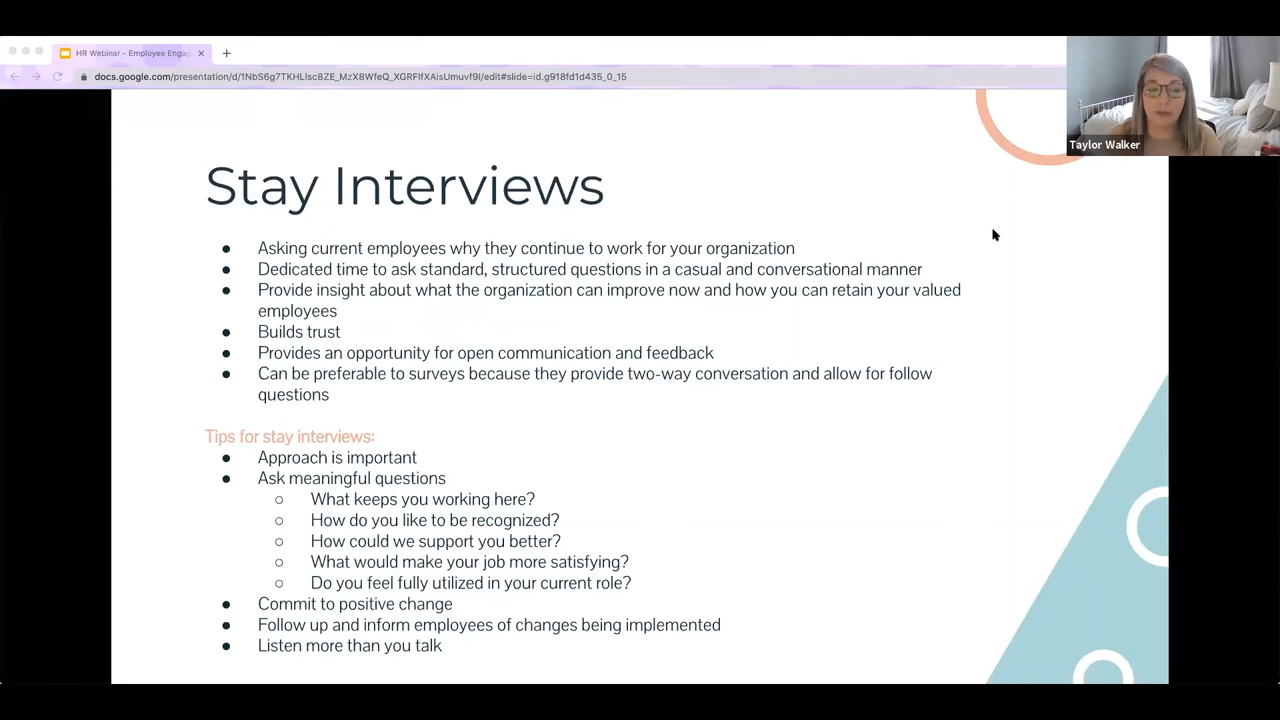 HR Webinar - Employee Engag
docs.google.com/presentation/d/1NbS6g7TKHLlsc8ZE_MzX8WfeQ_XGRFlfXAisUmuvf9I/edit#slide=id.g918fd1d435_0_15
Taylor Walker
Stay Interviews
● Asking current employees why they continue to work for your organization
● Dedicated time to ask standard, structured questions in a casual and conversational manner
● Provide insight about what the organization can improve now and how you can retain your valued
employees
● Builds trust
● Provides an opportunity for open communication and feedback
● Can be preferable to surveys because they provide two-way conversation and allow for follow
questions
Tips for stay interviews:
● Approach is important
● Ask meaningful questions
○ What keeps you working here?
○ How do you like to be recognized?
○ How could we support you better?
○ What would make your job more satisfying?
○ Do you feel fully utilized in your current role?
● Commit to positive change
● Follow up and inform employees of changes being implemented
● Listen more than you talk